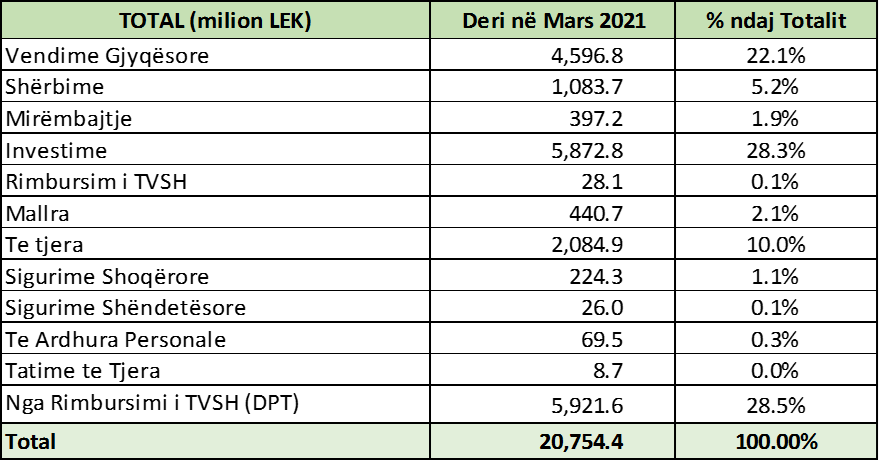 TOTAL (milion LEK) Deri në Mars 2021 % ndaj Totalit
Vendime Gjyqësore 4,596.8 22.1%
Shërbime 1,083.7 5.2%
Mirëmbajtje 397.2 1.9%
Investime 5,872.8 28.3%
Rimbursim i TVSH 28.1 0.1%
Mallra 440.7 2.1%
Te tjera 2,084.9 10.0%
Sigurime Shoqërore 224.3 1.1%
Sigurime Shëndetësore 26.0 0.1%
Te Ardhura Personale 69.5 0.3%
Tatime te Tjera 8.7 0.0%
Nga Rimbursimi i TVSH (DPT) 5,921.6 28.5%
Total 20,754.4 100.00%